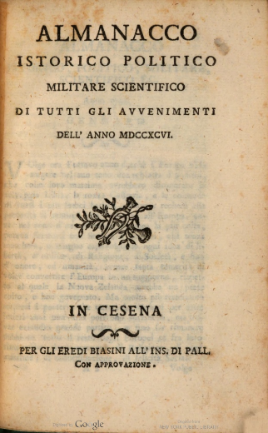 ALMANACCO
ISTORICO POLITICO
MILITARE SCIENTIFICO
DI TUTTI GLI AVVENIMENTI
DELL' ANNO MDCCXCVI.
IN CESENA
PER GLI EREDI BIASINI ALL' INS. DI PALL.
CON APPROVAZIONE.
Google